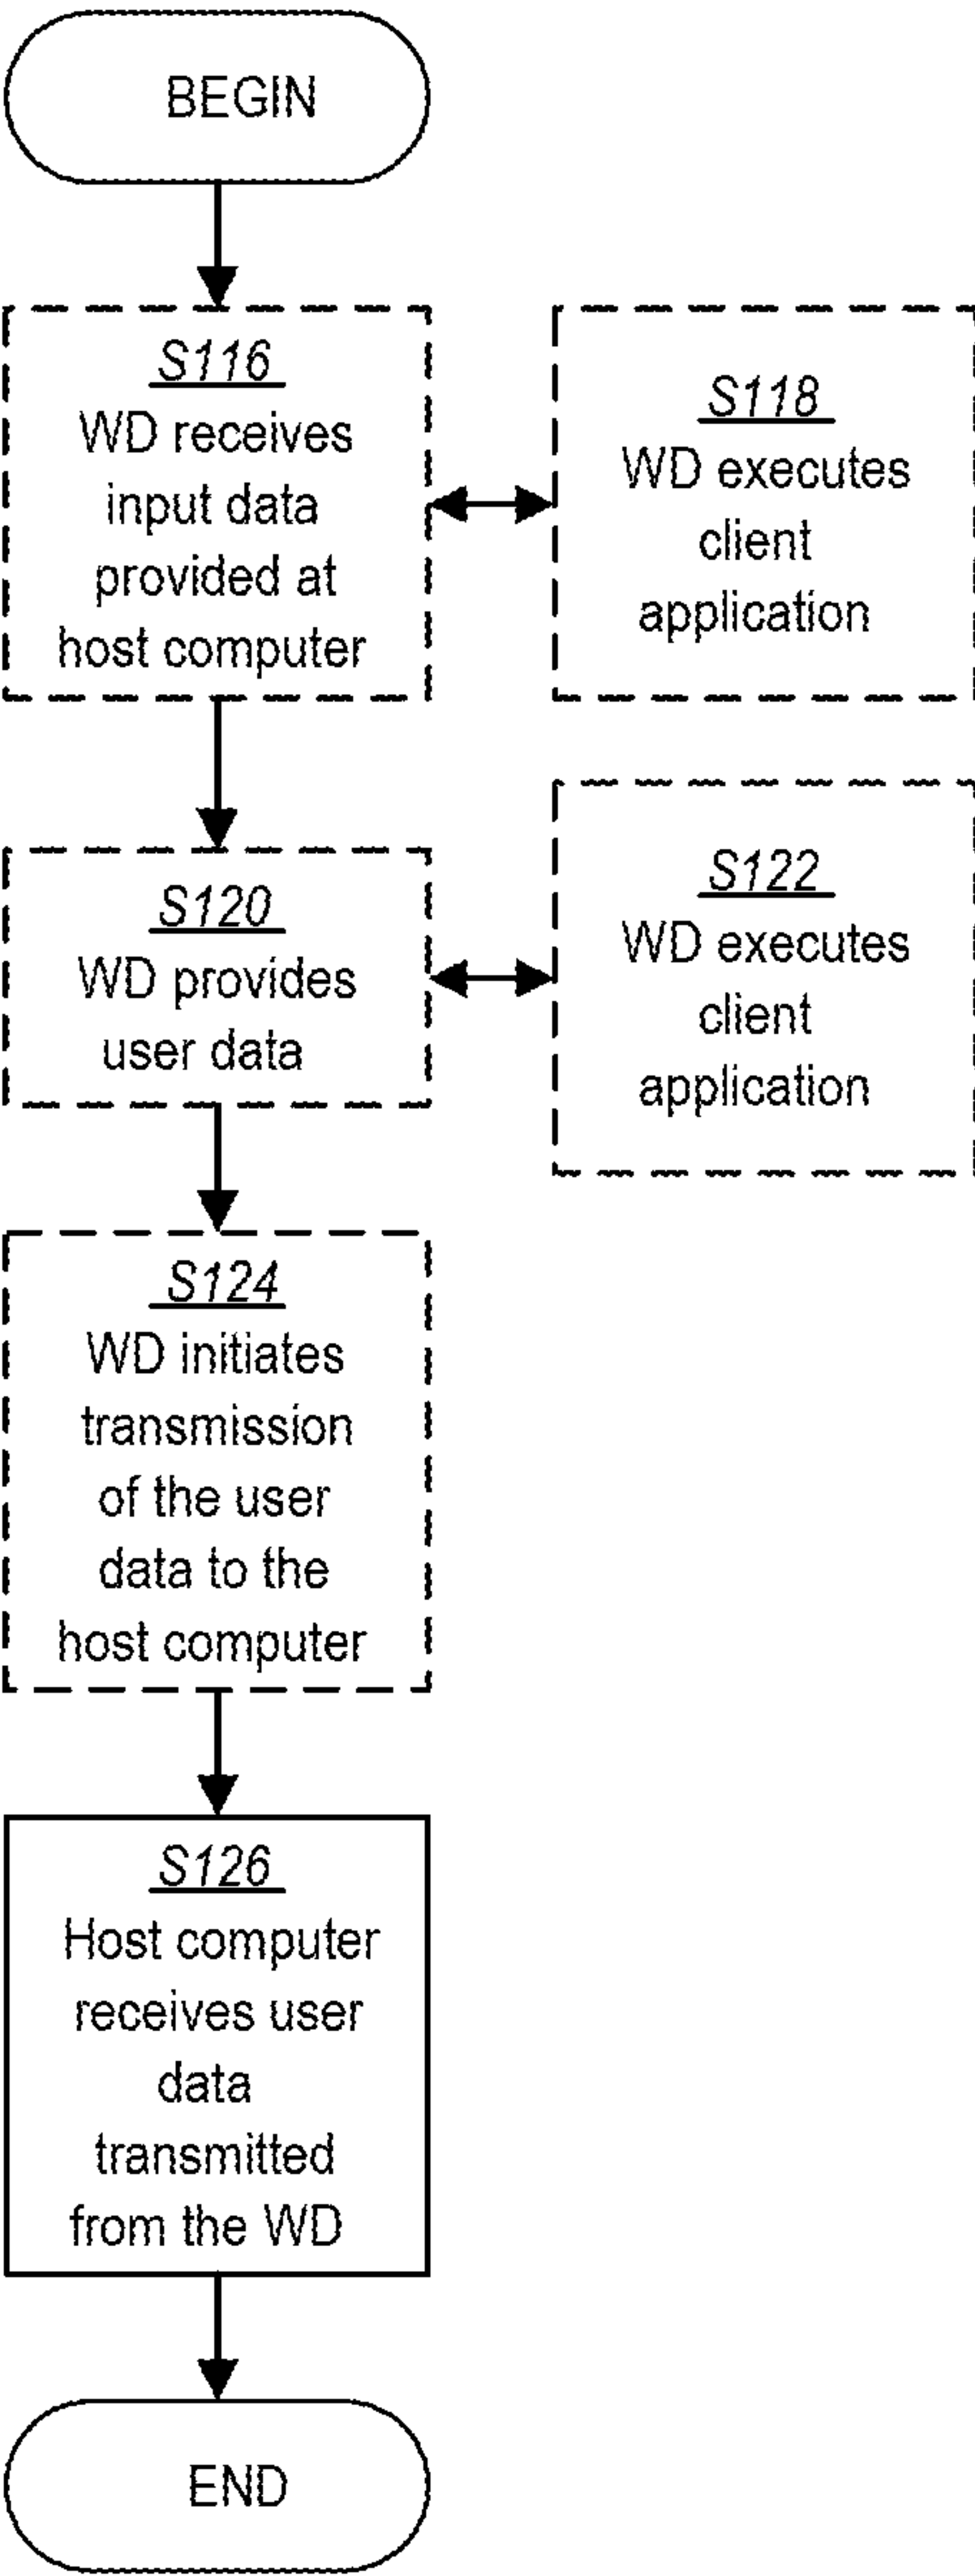 BEGIN
S116
WD receives
input data
provided at
host computer
S118
WD executes
client
application
S120
WD provides
user data
S122
WD executes
client
application
S124
WD initiates
transmission
of the user
data to the
host computer
S126
Host computer
receives user
data
transmitted
from the WD
END